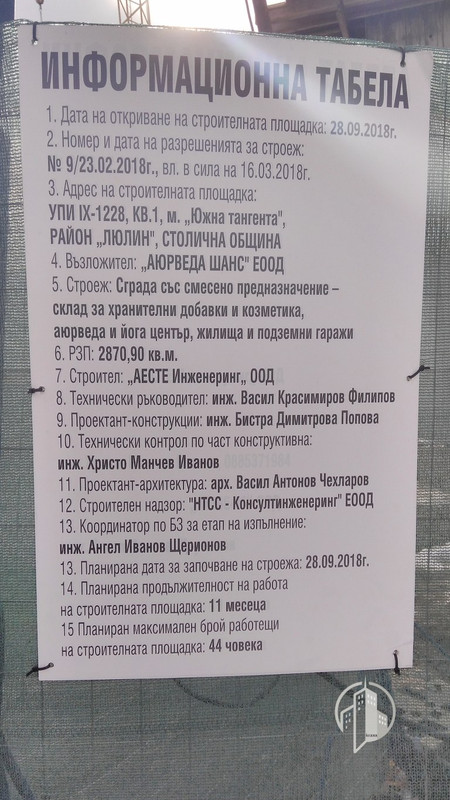 ИНФОРМАЦИОННА ТАБЕЛА
1. Дата на откриване на строителната площадка: 28.09.2018г.
2. Номер и дата на разрешенията за строеж:
№ 9/23.02.2018г., вл. в сила на 16.03.2018г.
3. Адрес на строителната площадка:
УПИ IX-1228, КВ.1, м. „Южна тангента",
РАЙОН „ЛЮЛИН", СТОЛИЧНА ОБЩИНА
4. Възложител: „АЮРВЕДА ШАНС" ЕООД
5. Строеж: Сграда със смесено предназначение –
склад за хранителни добавки и козметика,
аюрведа и йога център, жилища и подземни гаражи
6. РЗП: 2870,90 кв.м.
7. Строител: „АЕСТЕ Инженеринг„ ООД
8. Технически ръководител: инж. Васил Красимиров Филипов
9. Проектант-конструкции: инж. Бистра Димитрова Попова
10. Технически контрол по част конструктивна:
инж. Христо Манчев Иванов
11. Проектант-архитектура: арх. Васил Антонов Чехларов
12. Строителен надзор: "НТСС - Консултинженеринг" ЕООД
13. Координатор по БЗ за етап на изпълнение:
инж. Ангел Иванов Щерионов
13. Планирана дата за започване на строежа: 28.09.2018г.
14. Планирана продължителност на работа
на строителната площадка: 11 месеца
15 Планиран максимален брой работещи
на строителната площадка: 44 човека